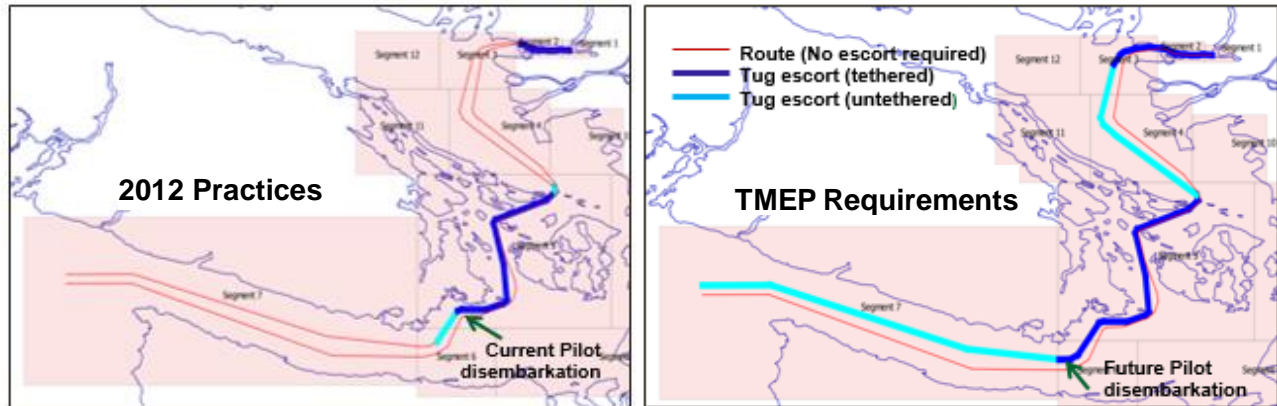 Segment 12
Segment 3
Segment 2
Segment 1
Segment 11
Segment 4
Segment
2012 Practices
Segment 5
Segment 7
Segment 6
Current Pilot
disembarkation
Segment 12
Segment 3
Segment 2
Segment 1
Route (No escort required)
Tug escort (tethered)
Tug escort (untethered)
Segment 11
Segment 4
Segment 10
TMEP Requirements
Segment 5
Segment 7
Future Pilot
disembarkation